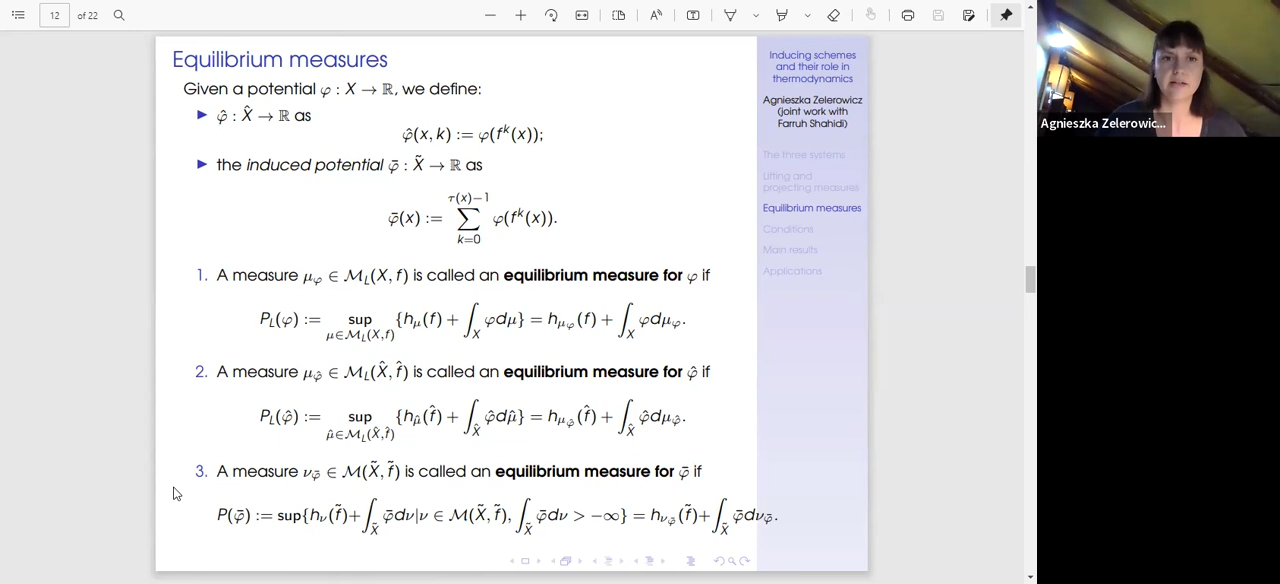 12 of 22
Equilibrium measures
Given a potential φ : X → ℝ, we define:
▶ φ̂ : X̂ → ℝ as
φ̂(x, k) := φ(fᵏ(x));
▶ the induced potential φ̄ : X̃ → ℝ as
φ̄(x) := ∑_{k=0}^{τ(x)−1} φ(fᵏ(x)).
1. A measure μ_φ ∈ M_L(X, f) is called an equilibrium measure for φ if
P_L(φ) := sup_{μ∈M_L(X,f)} {h_μ(f) + ∫_X φdμ} = h_{μ_φ}(f) + ∫_X φdμ_φ.
2. A measure μ_φ̂ ∈ M_L(X̂, f̂) is called an equilibrium measure for φ̂ if
P_L(φ̂) := sup_{μ̂∈M_L(X̂,f̂)} {h_μ̂(f̂) + ∫_X̂ φ̂dμ̂} = h_{μ_φ̂}(f̂) + ∫_X̂ φ̂dμ_φ̂.
3. A measure ν_φ̄ ∈ M(X̃, f̃) is called an equilibrium measure for φ̄ if
P(φ̄) := sup{h_ν(f̃)+∫_X̃ φ̄dν|ν ∈ M(X̃, f̃), ∫_X̃ φ̄dν > −∞} = h_{ν_φ̄}(f̃)+∫_X̃ φ̄dν_φ̄.
Inducing schemes
and their role in
thermodynamics
Agnieszka Zelerowicz
(joint work with
Farruh Shahidi)
The three systems
Lifting and
projecting measures
Equilibrium measures
Conditions
Main results
Applications
Agnieszka Zelerowic...